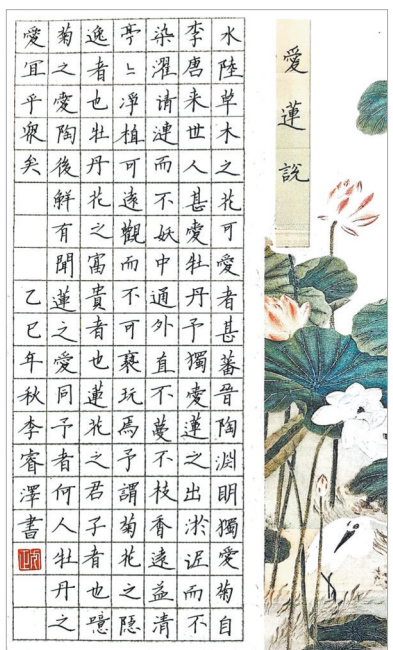 愛蓮說
水陸草木之花可愛者甚蕃晉陶淵明獨愛菊自
李唐来世人甚愛牡丹予獨愛蓮之出淤泥而不
染濯清漣而不妖中通外直不蔓不枝香遠益清
亭〻淨植可遠觀而不可褻玩焉予謂菊花之隱
逸者也牡丹花之富貴者也蓮花之君子者也噫
菊之愛陶後鮮有聞蓮之愛同予者何人牡丹之
愛宜乎眾矣
乙巳年秋李睿澤書